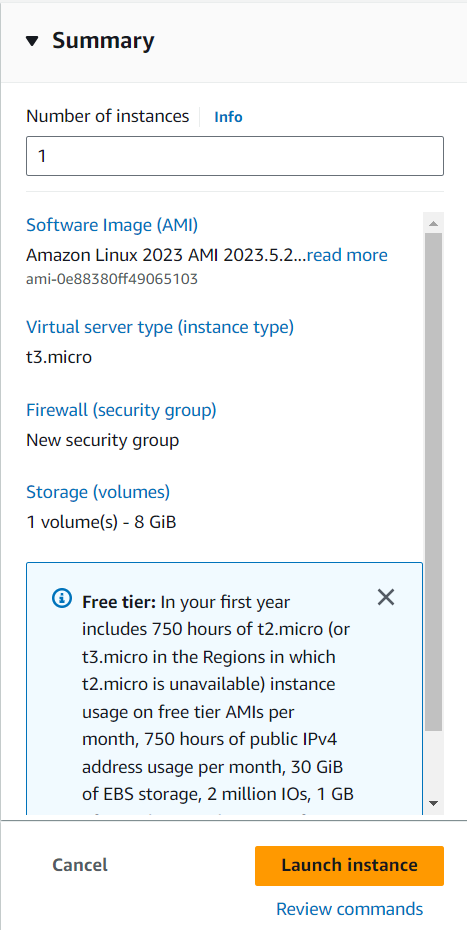 Summary
Number of instances Info
1
Software Image (AMI)
Amazon Linux 2023 AMI 2023.5.2...read more
ami-0e88380ff49065103
Virtual server type (instance type)
t3.micro
Firewall (security group)
New security group
Storage (volumes)
1 volume(s) - 8 GiB
Free tier: In your first year
includes 750 hours of t2.micro (or
t3.micro in the Regions in which
t2.micro is unavailable) instance
usage on free tier AMIs per
month, 750 hours of public IPv4
address usage per month, 30 GiB
of EBS storage, 2 million IOs, 1 GB
Cancel
Launch instance
Review commands